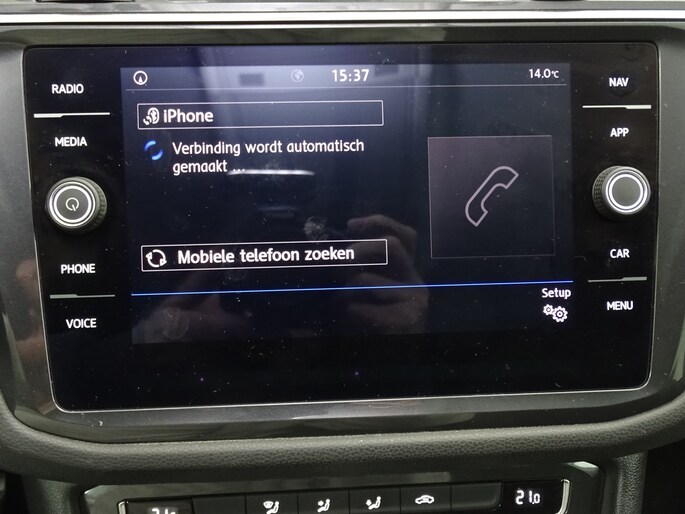 RADIO
MEDIA
PHONE
VOICE
15:37
14.0°C
iPhone
Verbinding wordt automatisch
gemaakt ...
Mobiele telefoon zoeken
Setup
NAV
APP
CAR
MENU
21.0